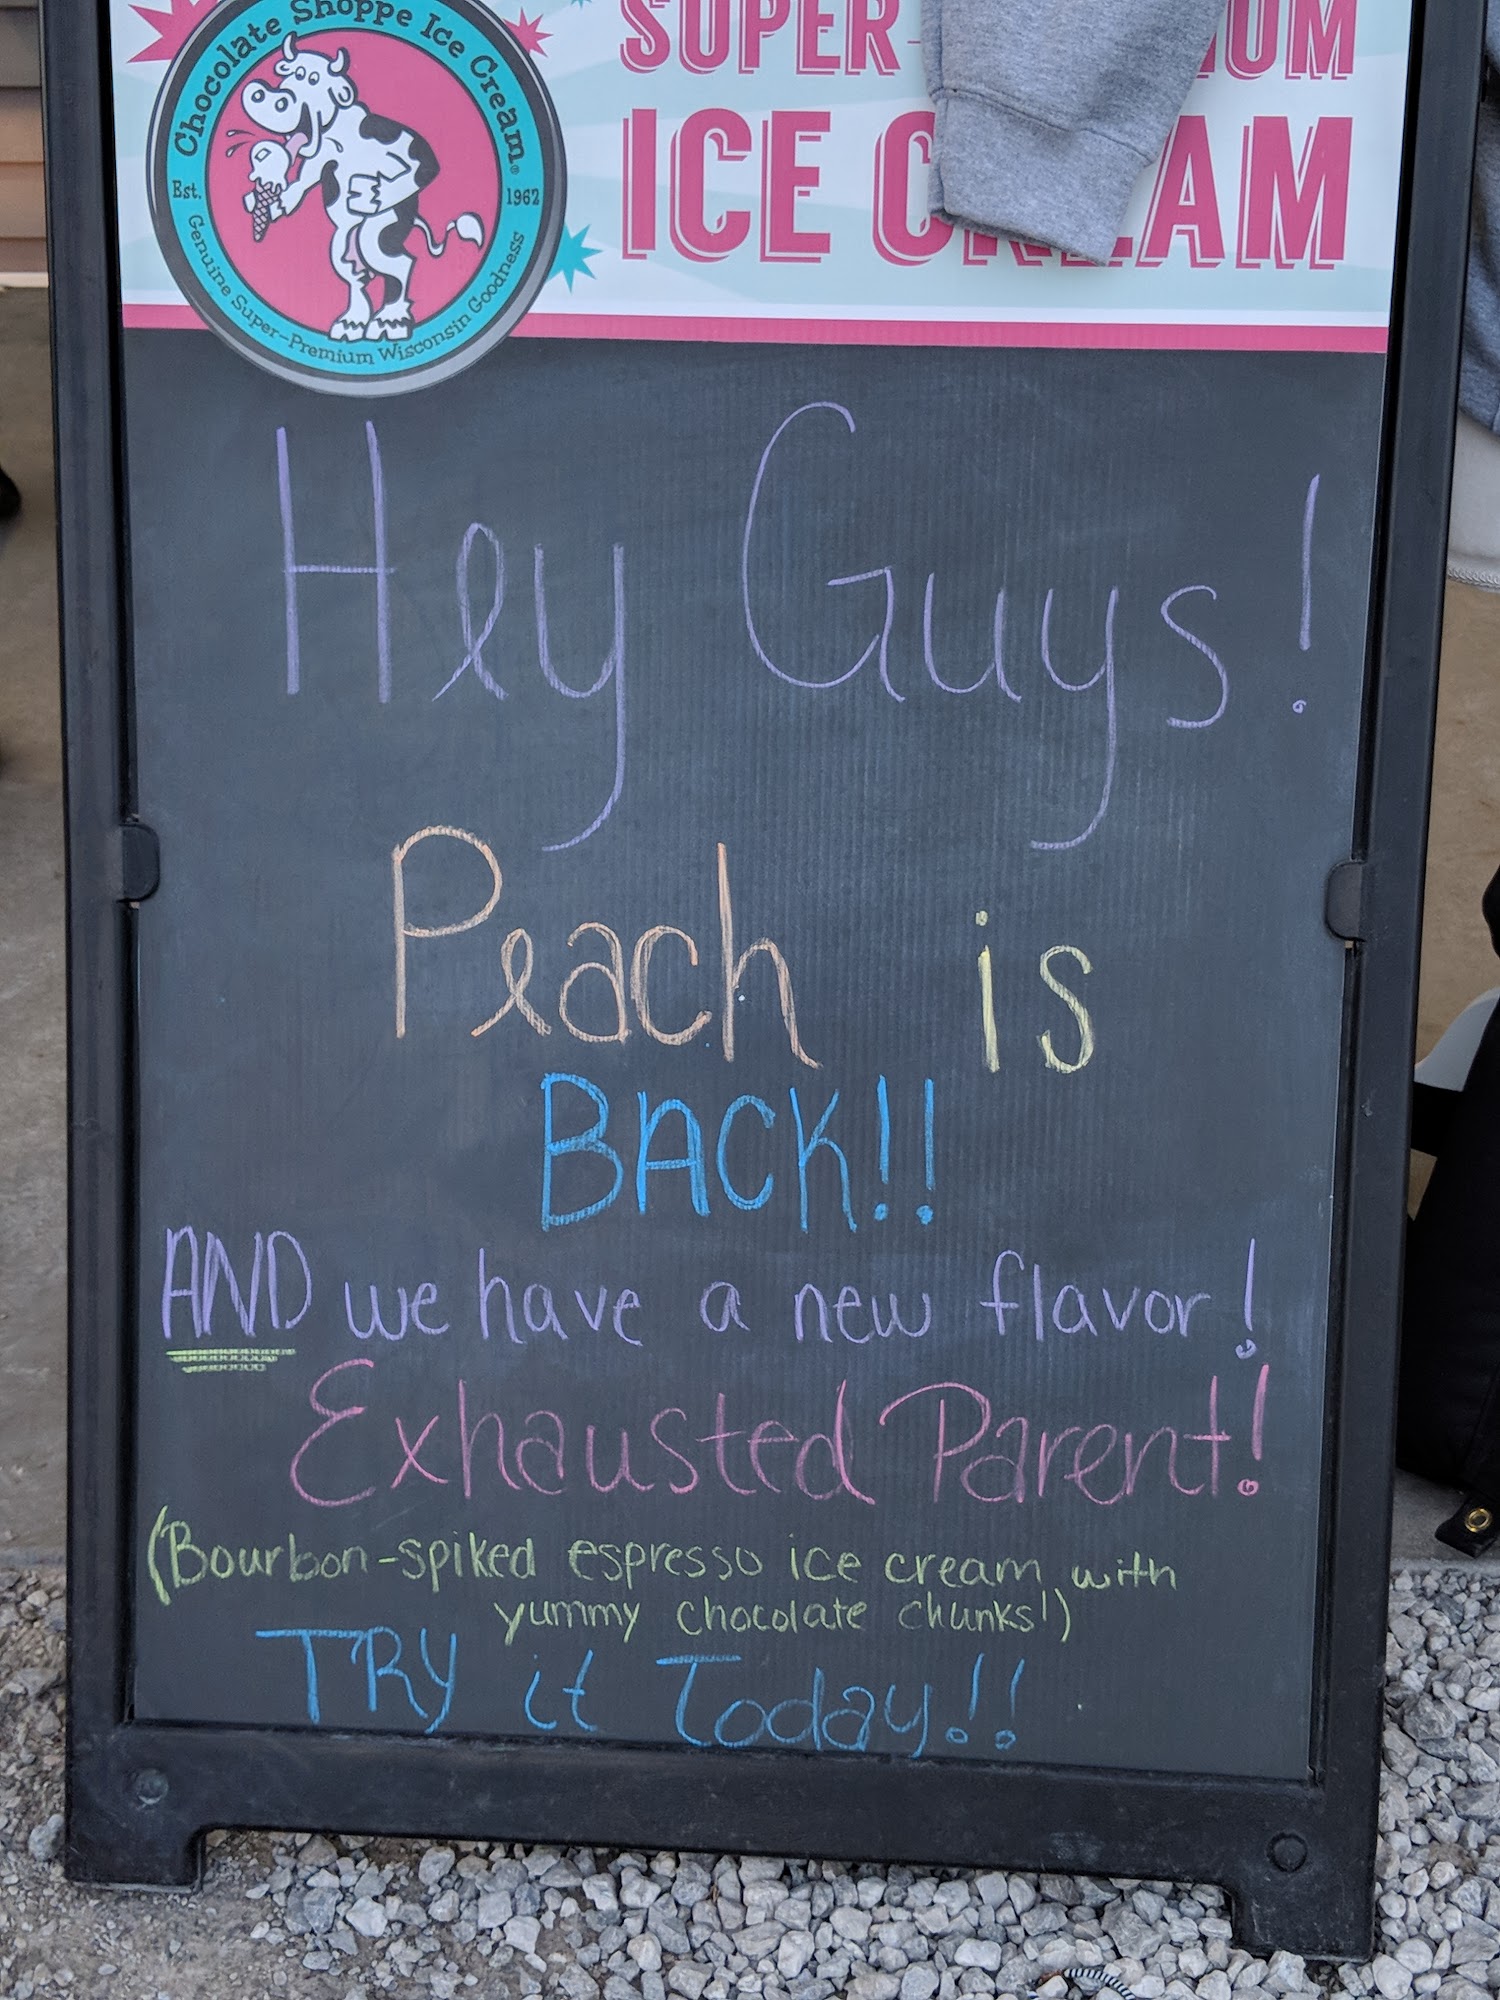 Chocolate Shoppe Ice Cream®
Est. 1962
Genuine Super-Premium Wisconsin Goodness
SUPER-
ICE CREAM
Hey Guys!
Peach is
BACK!!
AND we have a new flavor!
Exhausted Parent!
(Bourbon-spiked espresso ice cream with
yummy chocolate chunks!)
TRY it Today!!